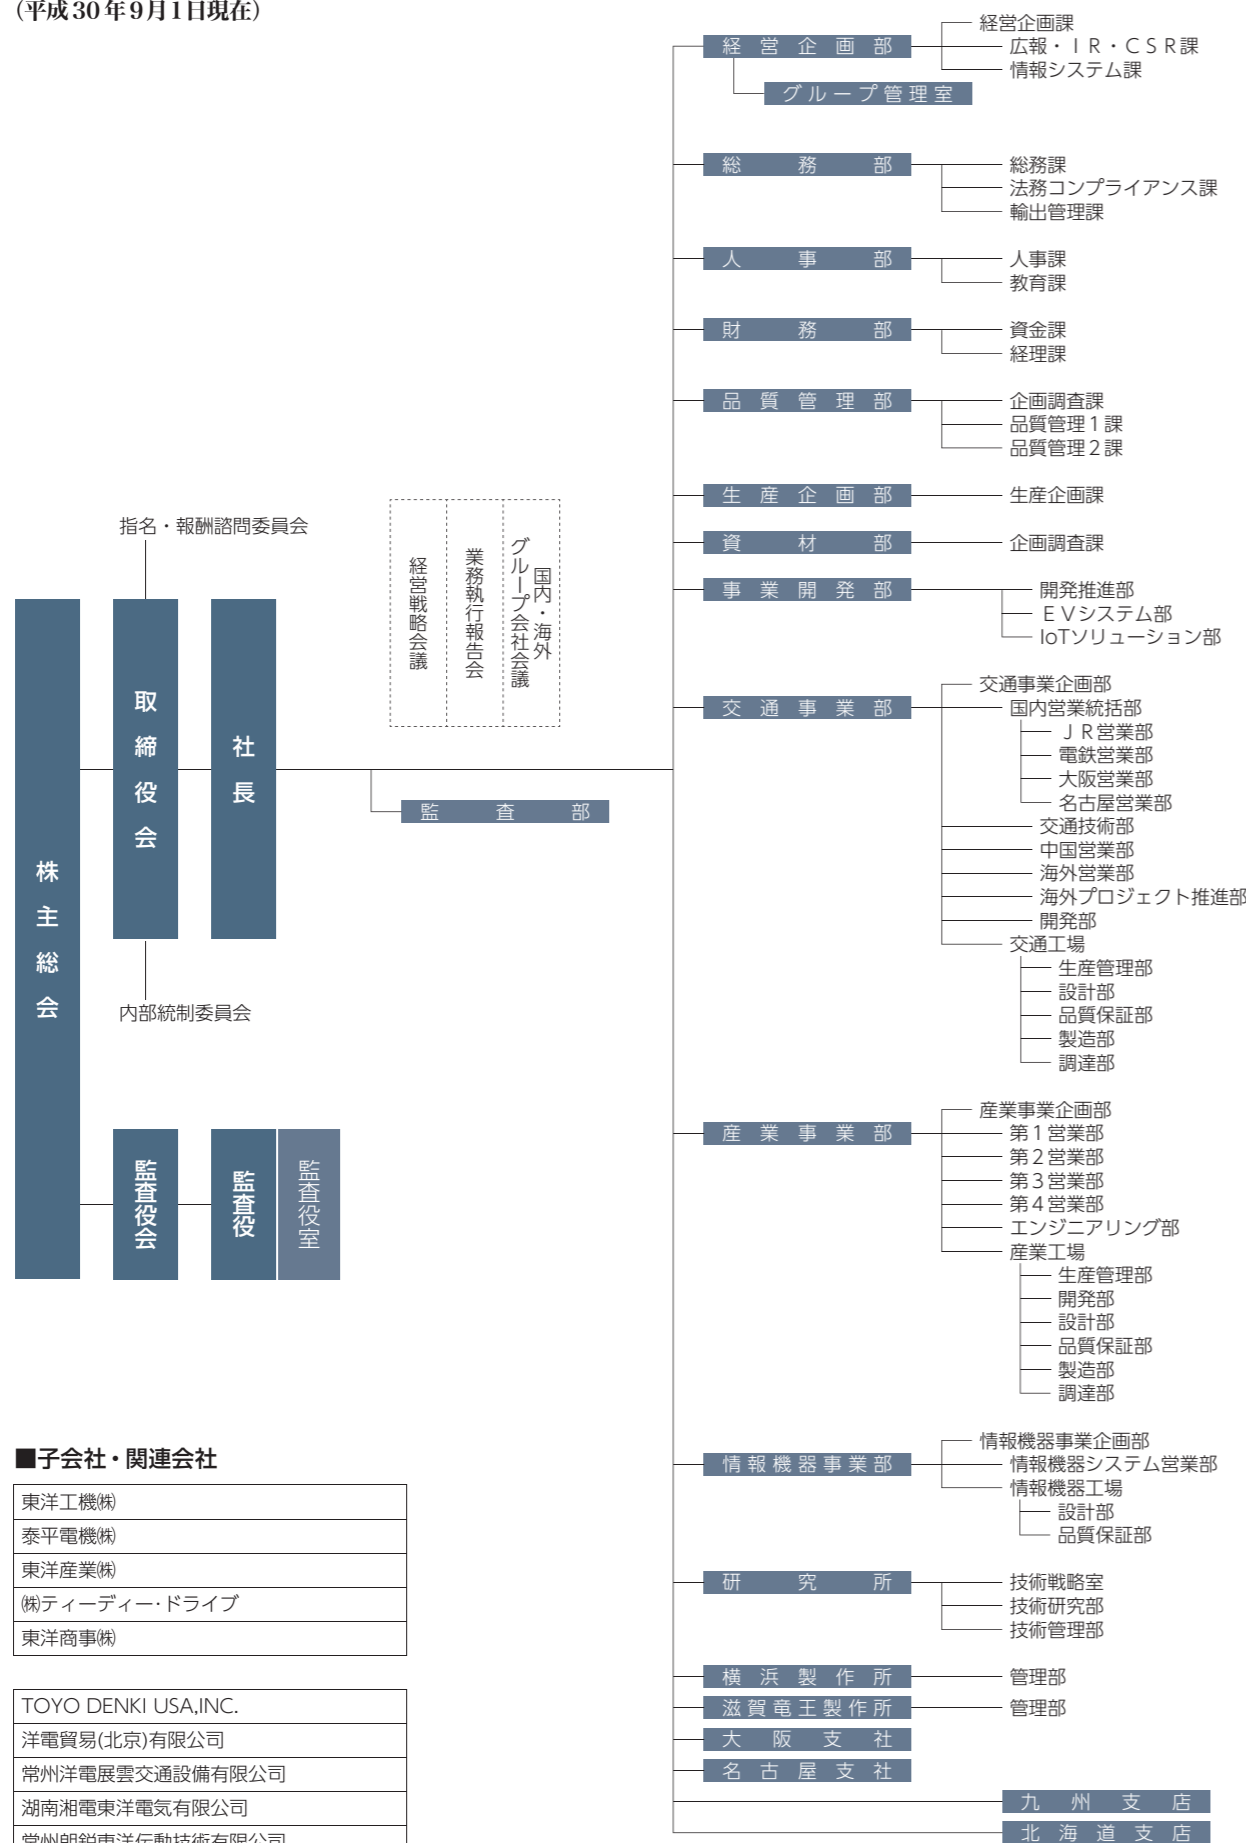 (平成30年9月1日現在)
指名・報酬諮問委員会
株主総会
取締役会
社長
内部統制委員会
監査役会
監査役
監査役室
経営戦略会議
業務執行報告会
国内・海外
グループ会社会議
監査部
経営企画部
経営企画課
広報・IR・CSR課
情報システム課
グループ管理室
総務部
総務課
法務コンプライアンス課
輸出管理課
人事部
人事課
教育課
財務部
資金課
経理課
品質管理部
企画調査課
品質管理1課
品質管理2課
生産企画部
生産企画課
資材部
企画調査課
事業開発部
開発推進部
EVシステム部
IoTソリューション部
交通事業部
交通事業企画部
国内営業統括部
JR営業部
電鉄営業部
大阪営業部
名古屋営業部
交通技術部
中国営業部
海外営業部
海外プロジェクト推進部
開発部
交通工場
生産管理部
設計部
品質保証部
製造部
調達部
産業事業部
産業事業企画部
第1営業部
第2営業部
第3営業部
第4営業部
エンジニアリング部
産業工場
生産管理部
開発部
設計部
品質保証部
製造部
調達部
情報機器事業部
情報機器事業企画部
情報機器システム営業部
情報機器工場
設計部
品質保証部
研究所
技術戦略室
技術研究部
技術管理部
横浜製作所
管理部
滋賀竜王製作所
管理部
大阪支社
名古屋支社
九州支店
北海道支店
■子会社・関連会社
東洋工機㈱
泰平電機㈱
東洋産業㈱
㈱ティーディー・ドライブ
東洋商事㈱
TOYO DENKI USA,INC.
洋電貿易(北京)有限公司
常州洋電展雲交通設備有限公司
湖南湘電東洋電気有限公司
常州朗鋭東洋伝動技術有限公司